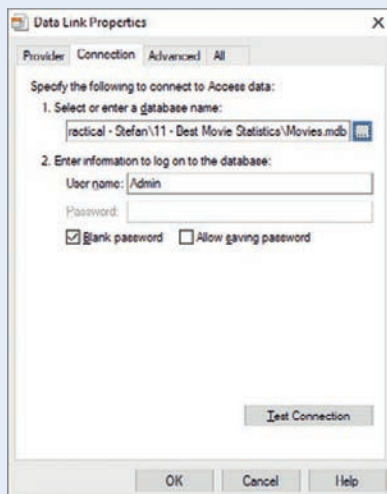 Data Link Properties
Provider Connection Advanced All
Specify the following to connect to Access data:
1. Select or enter a database name:
ractical - Stefan\11 - Best Movie Statistics\Movies.mdb ...
2. Enter information to log on to the database:
User name: Admin
Password:
Blank password Allow saving password
Test Connection
OK Cancel Help